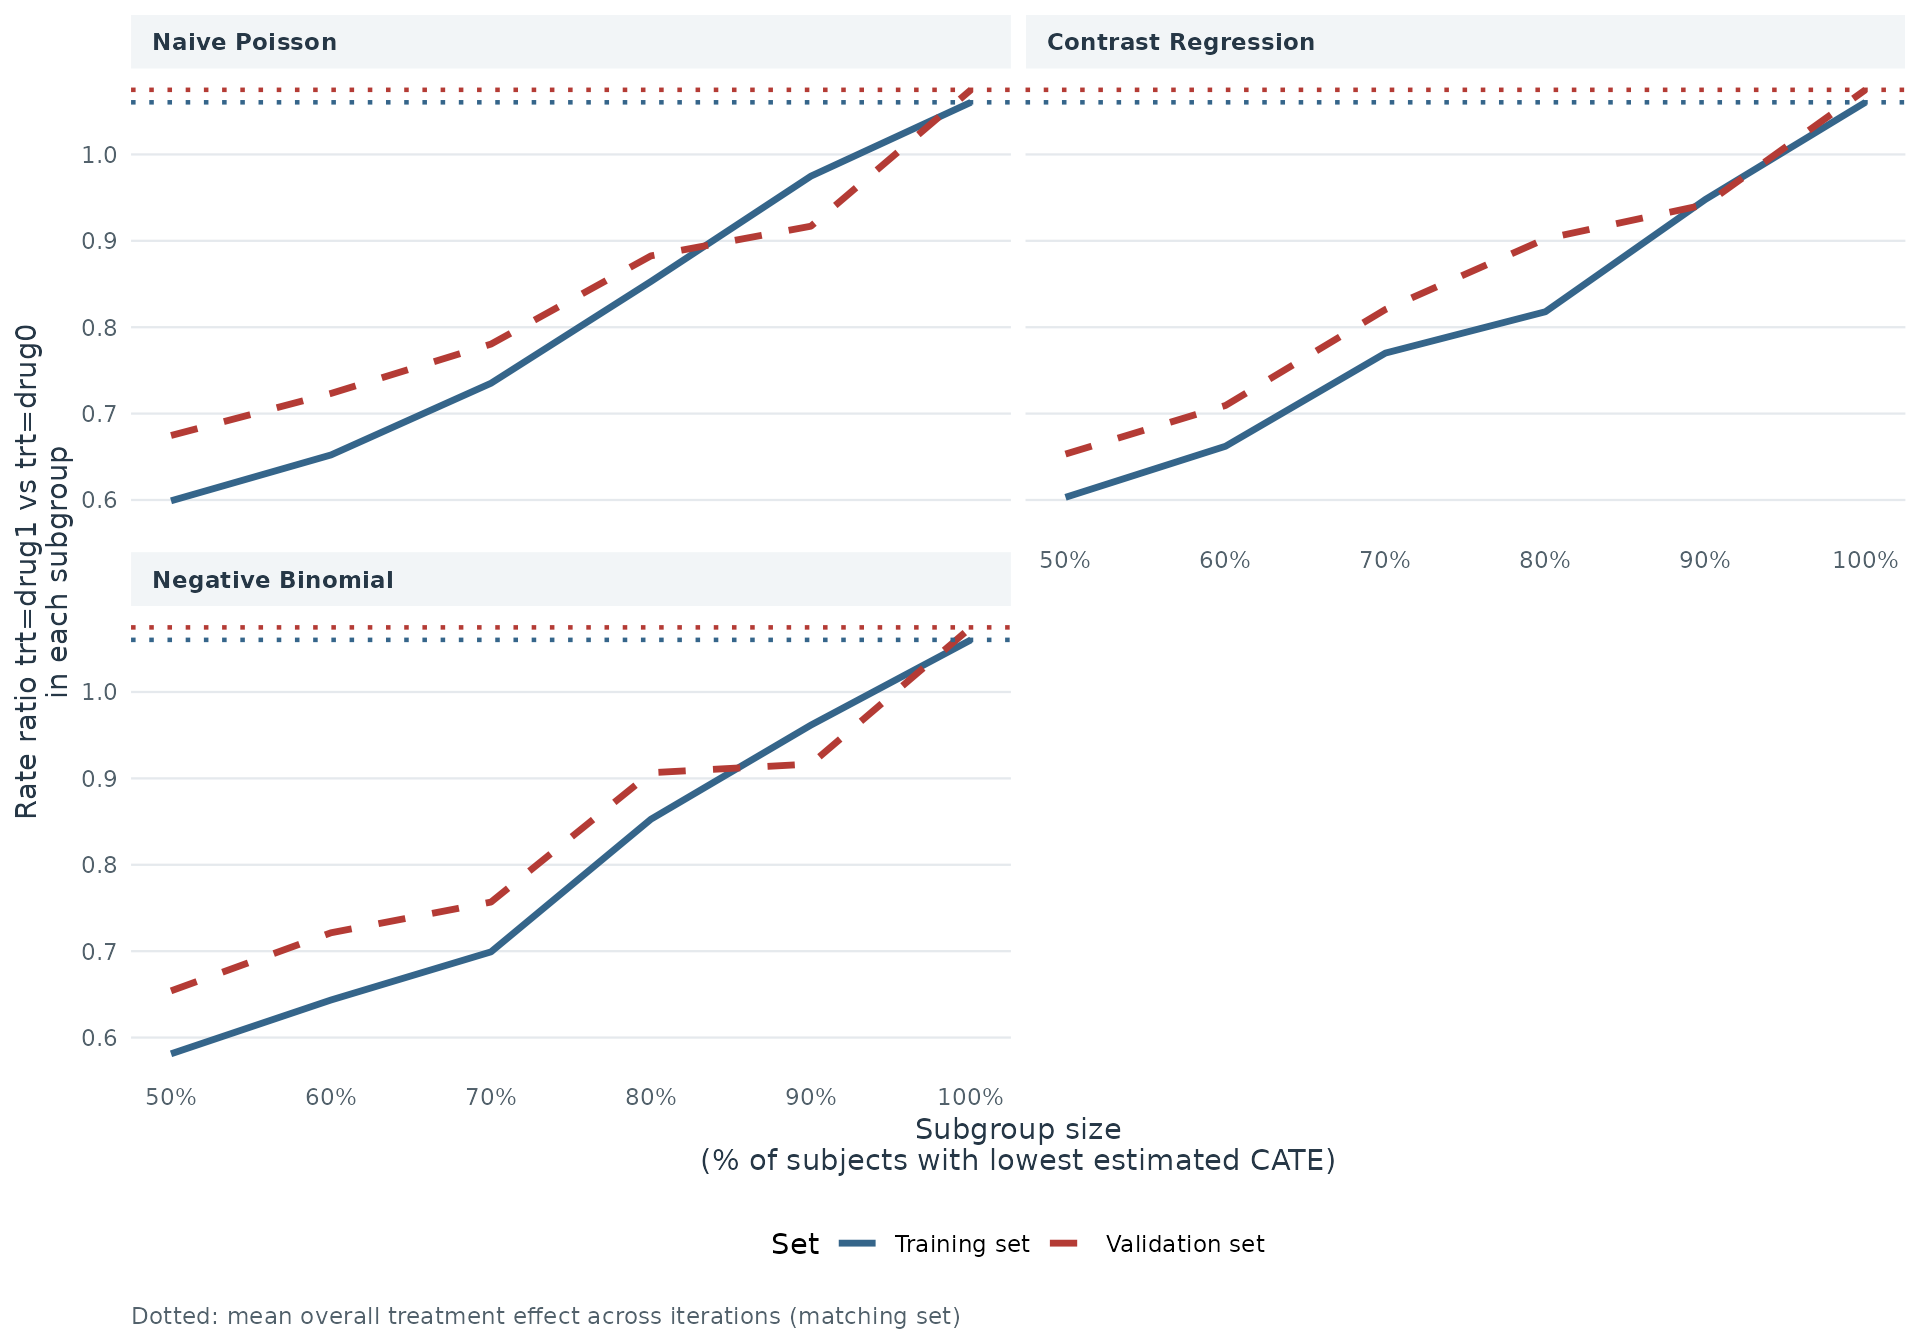 Naive Poisson
Contrast Regression
1.0
0.9
0.8
0.7
0.6
50% 60% 70% 80% 90% 100%
Negative Binomial
1.0
0.9
0.8
0.7
0.6
50% 60% 70% 80% 90% 100%
Rate ratio trt=drug1 vs trt=drug0
in each subgroup
Subgroup size
(% of subjects with lowest estimated CATE)
Set Training set Validation set
Dotted: mean overall treatment effect across iterations (matching set)